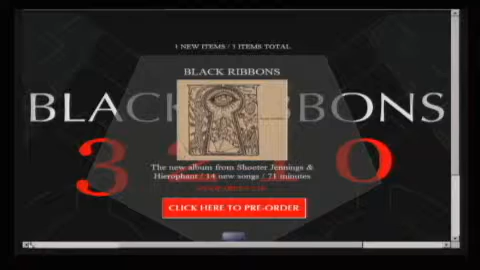 1 NEW ITEMS / 3 ITEMS TOTAL
BLACK RIBBONS
BLACK RIBBONS
The new album from Shooter Jennings &
Hierophant / 14 new songs / 71 minutes
CLICK HERE TO PRE-ORDER